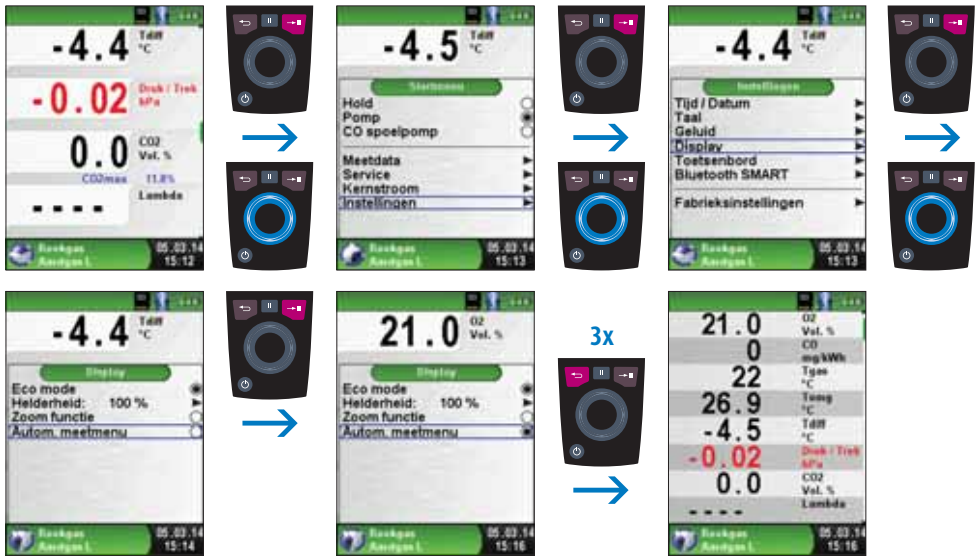 -4.4 Tdiff °C
-0.02 Druk / Trek hPa
0.0 CO2 Vol. %
CO2max 11.8%
---- Lambda
Rookgas 05.03.14
Aardgas L 15:12
-4.5 Tdiff °C
Startmenu
Hold
Pomp
CO spoelpomp
Meetdata
Service
Kernstroom
Instellingen
Rookgas 05.03.14
Aardgas L 15:13
-4.4 Tdiff °C
Instellingen
Tijd / Datum
Taal
Geluid
Display
Toetsenbord
Bluetooth SMART
Fabrieksinstellingen
Rookgas 05.03.14
Aardgas L 15:13
-4.4 Tdiff °C
Display
Eco mode
Helderheid: 100 %
Zoom functie
Autom. meetmenu
Rookgas 05.03.14
Aardgas L 15:14
21.0 O2 Vol. %
Display
Eco mode
Helderheid: 100 %
Zoom functie
Autom. meetmenu
Rookgas 05.03.14
Aardgas L 15:16
3x
21.0 O2 Vol. %
0 CO mg/kWh
22 Tgas °C
26.9 Tomg °C
-4.5 Tdiff °C
-0.02 Druk / Trek hPa
0.0 CO2 Vol. %
---- Lambda
Rookgas 05.03.14
Aardgas L 15:16